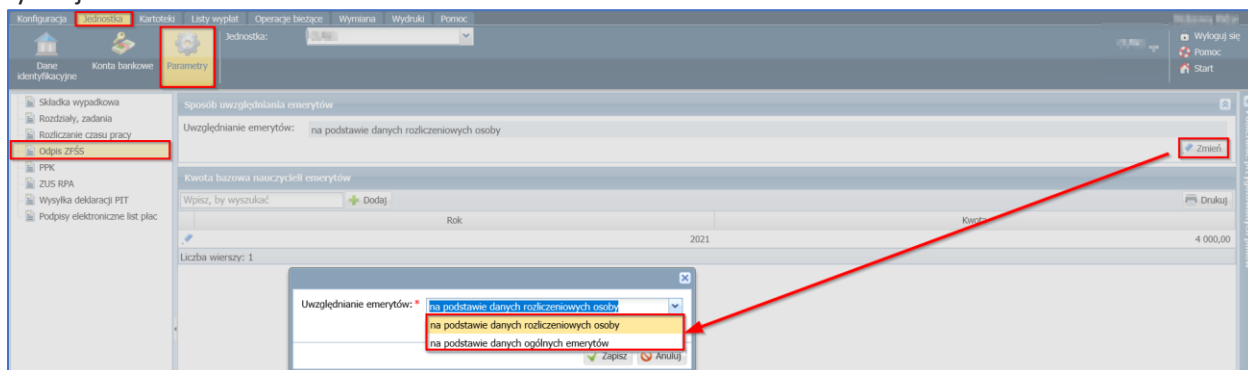 Konfiguracja Jednostka Kartoteki Listy wypłat Operacje bieżące Wymiana Wydruki Pomoc
Jednostka:
Wyloguj się
Pomoc
Start
Dane identyfikacyjne
Konta bankowe
Parametry
Składka wypadkowa
Rozdziały, zadania
Rozliczanie czasu pracy
Odpis ZFŚS
PPK
ZUS RPA
Wysyłka deklaracji PIT
Podpisy elektroniczne list płac
Sposób uwzględniania emerytów
Uwzględnianie emerytów: na podstawie danych rozliczeniowych osoby
Zmień
Kwota bazowa nauczycieli emerytów
Wpisz, by wyszukać Dodaj Drukuj
Rok Kwota
2021 4 000,00
Liczba wierszy: 1
Uwzględnianie emerytów: * na podstawie danych rozliczeniowych osoby
na podstawie danych rozliczeniowych osoby
na podstawie danych ogólnych emerytów
Zapisz Anuluj